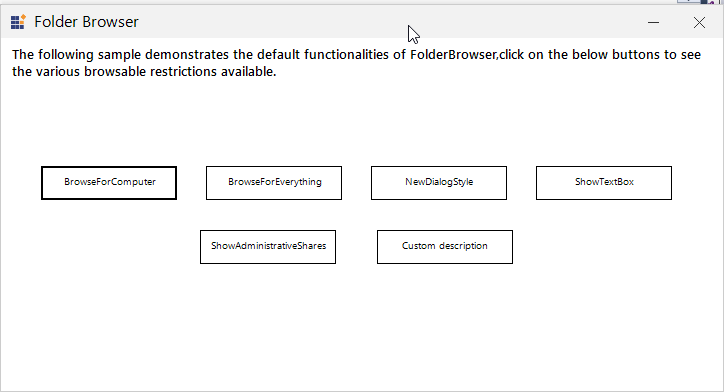 Folder Browser
The following sample demonstrates the default functionalities of FolderBrowser,click on the below buttons to see
the various browsable restrictions available.
BrowseForComputer
BrowseForEverything
NewDialogStyle
ShowTextBox
ShowAdministrativeShares
Custom description